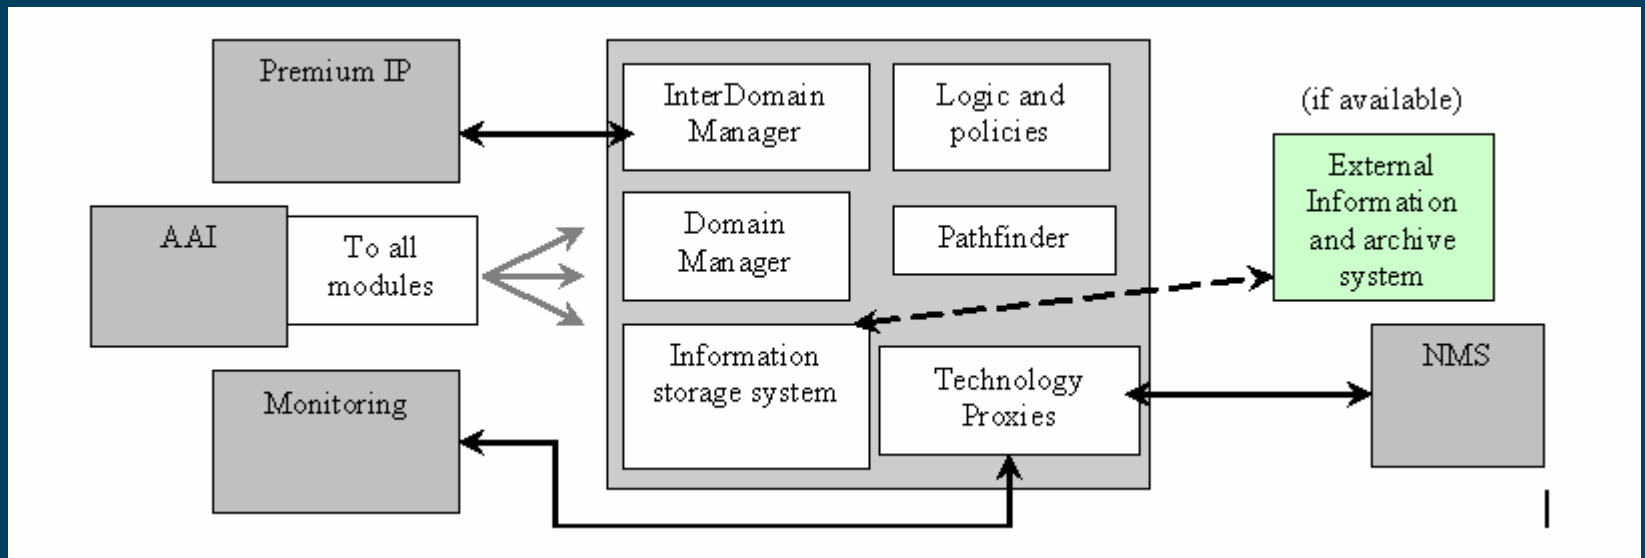 Premium IP
InterDomain
Manager
Logic and
policies
(if available)
External
Information
and archive
system
AAI
To all
modules
Domain
Manager
Pathfinder
Monitoring
Information
storage system
Technology
Proxies
NMS